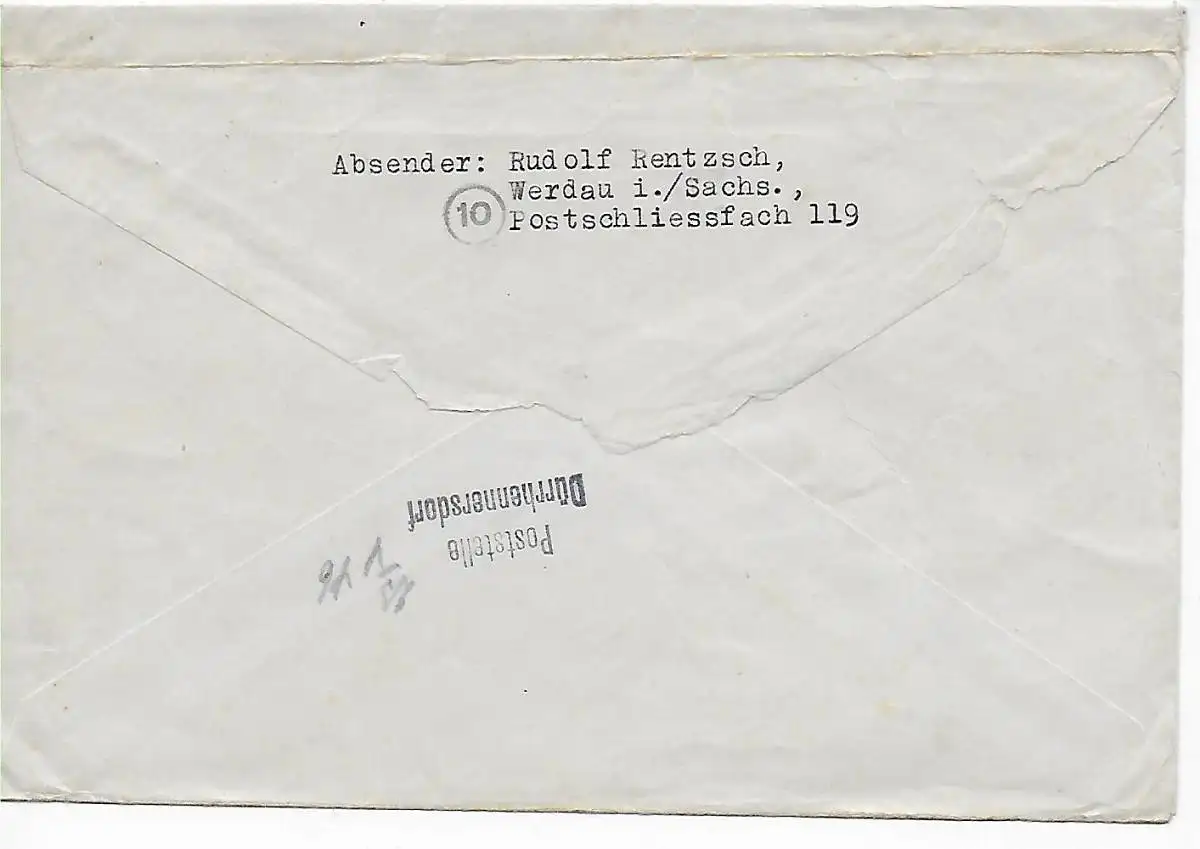 Absender: Rudolf Rentzsch,
Werdau i./Sachs.,
10 Postschliessfach 119
Poststelle
Dürrhennersdorf